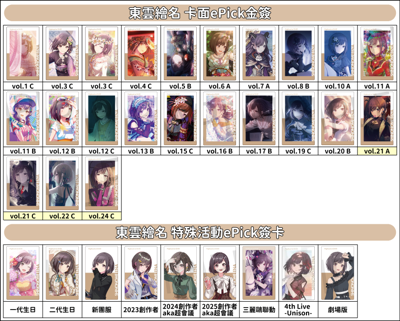 東雲繪名 卡面ePick金簽
vol.1 C
vol.3 C
vol.3 C
vol.4 C
vol.5 B
vol.6 A
vol.7 A
vol.8 B
vol.10 A
vol.11 A
vol.11 B
vol.12 B
vol.12 C
vol.13 B
vol.15 C
vol.16 B
vol.17 B
vol.19 C
vol.20 B
vol.21 A
vol.21 C
vol.22 C
vol.24 C
東雲繪名 特殊活動ePick簽卡
一代生日
二代生日
新團服
2023創作者
2024創作者
aka超會議
2025創作者
aka超會議
三麗鷗聯動
4th Live
-Unison-
劇場版